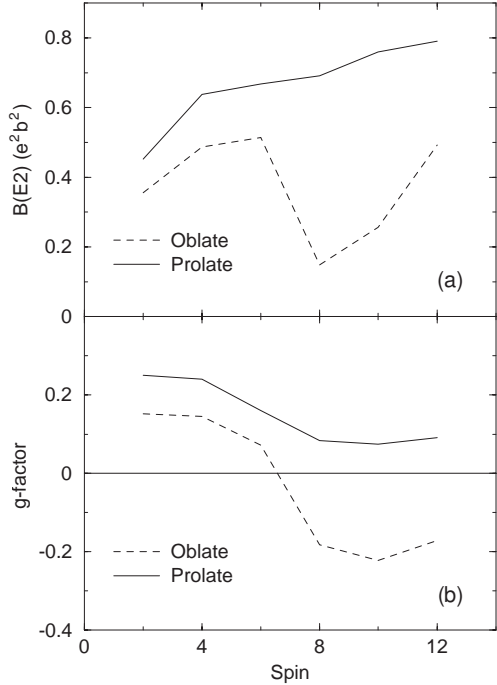 0.8
0.6
0.4
0.2
0
B(E2) (e²b²)
Oblate
Prolate
(a)
0.2
0
-0.2
-0.4
g-factor
Oblate
Prolate
(b)
0 4 8 12
Spin